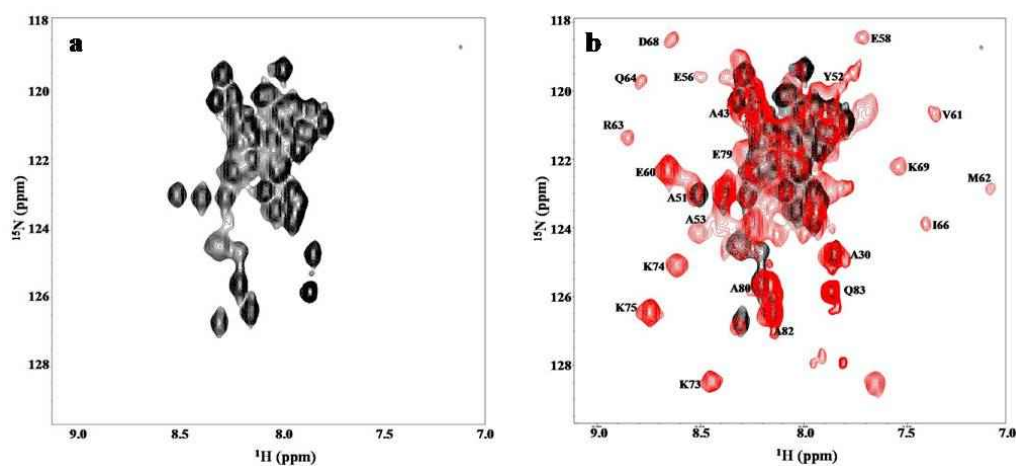 a
118
120
122
124
126
128
¹⁵N (ppm)
9.0 8.5 8.0 7.5 7.0
¹H (ppm)
b
118
120
122
124
126
128
¹⁵N (ppm)
D68 E58
Q64 E56 Y52
A43 V61
R63
E79
E60 K69
M62
A51
A53 I66
K74 A30
A80 Q83
K75
A82
K73
9.0 8.5 8.0 7.5 7.0
¹H (ppm)